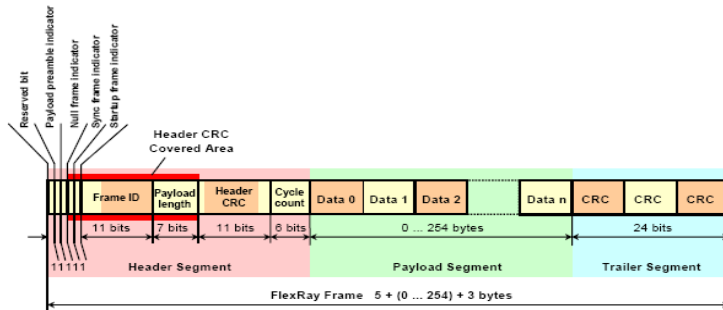 Reserved bit
Payload preamble indicator
Null frame indicator
Sync frame indicator
Startup frame indicator
Header CRC
Covered Area
Frame ID
Payload
length
Header
CRC
Cycle
count
Data 0
Data 1
Data 2
Data n
CRC
CRC
CRC
11 bits
7 bits
11 bits
6 bits
0 ... 254 bytes
24 bits
11111
Header Segment
Payload Segment
Trailer Segment
FlexRay Frame 5 + (0 ... 254) + 3 bytes